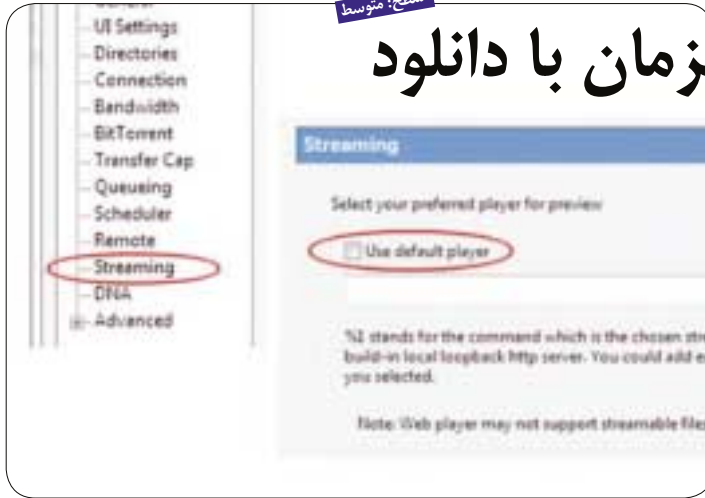 سطح: متوسط
زمان با دانلود
UI Settings
Directories
Connection
Bandwidth
BitTorrent
Transfer Cap
Queueing
Scheduler
Remote
Streaming
DNA
Advanced
Streaming
Select your preferred player for preview
Use default player
%1 stands for the command which is the chosen
build-in local loopback http server. You could add
you selected.
Note: Web player may not support streamable files